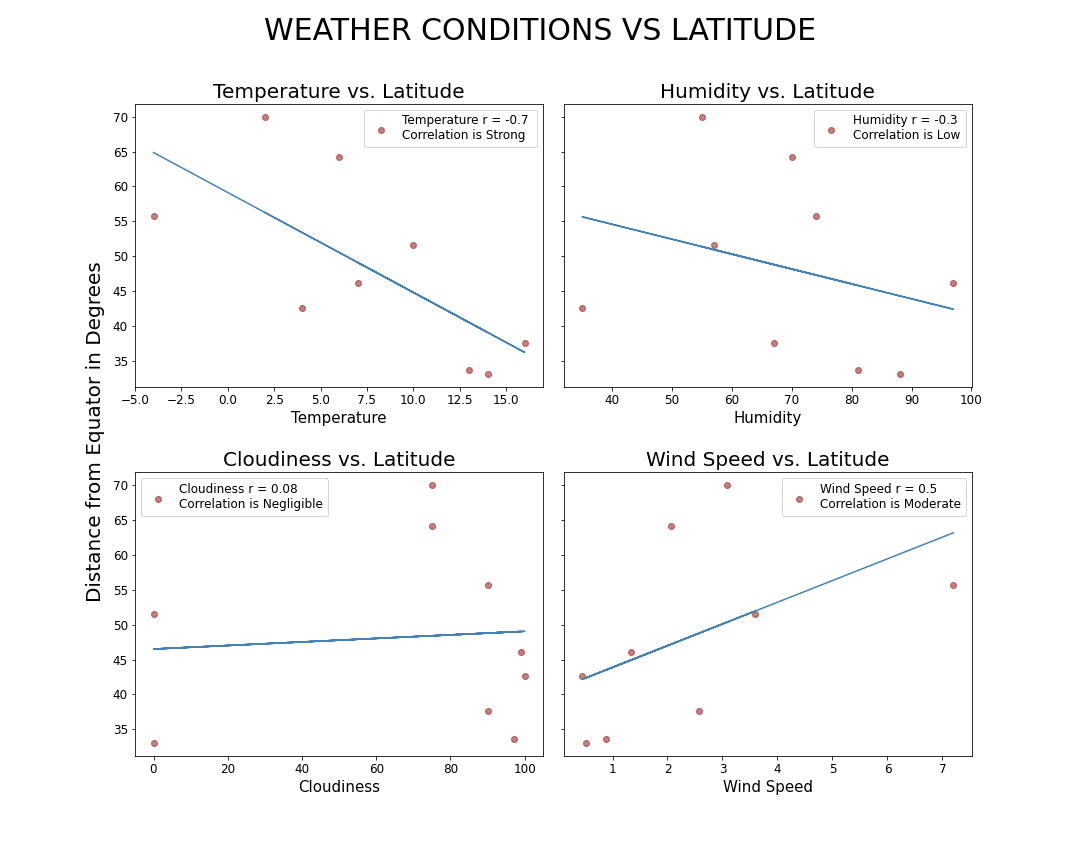 WEATHER CONDITIONS VS LATITUDE
Distance from Equator in Degrees
Temperature vs. Latitude
Temperature r = -0.7
Correlation is Strong
70
65
60
55
50
45
40
35
−5.0 −2.5 0.0 2.5 5.0 7.5 10.0 12.5 15.0
Temperature
Humidity vs. Latitude
Humidity r = -0.3
Correlation is Low
40 50 60 70 80 90 100
Humidity
Cloudiness vs. Latitude
Cloudiness r = 0.08
Correlation is Negligible
70
65
60
55
50
45
40
35
0 20 40 60 80 100
Cloudiness
Wind Speed vs. Latitude
Wind Speed r = 0.5
Correlation is Moderate
1 2 3 4 5 6 7
Wind Speed